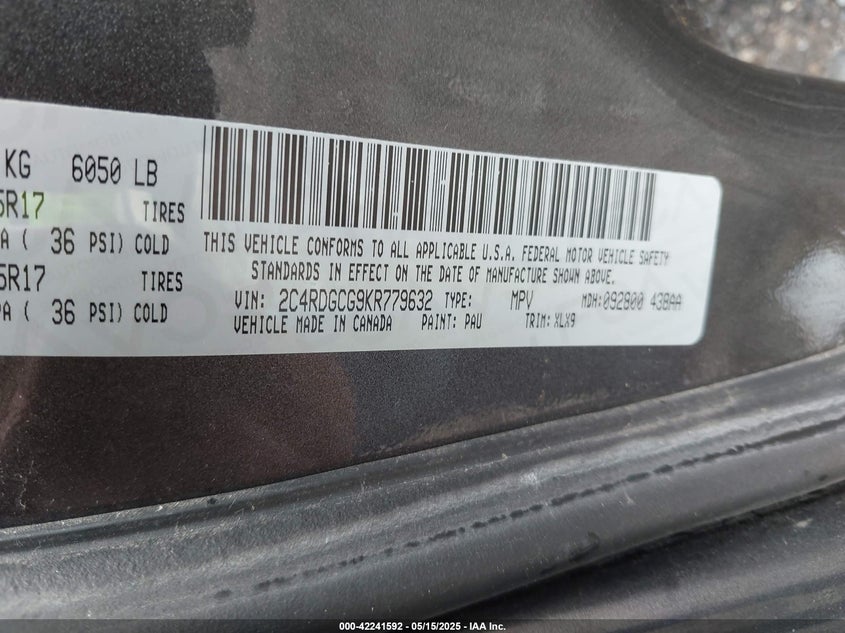 KG 6050 LB
5R17 TIRES
A ( 36 PSI) COLD
5R17 TIRES
PA ( 36 PSI) COLD
THIS VEHICLE CONFORMS TO ALL APPLICABLE U.S.A. FEDERAL MOTOR VEHICLE SAFETY
STANDARDS IN EFFECT ON THE DATE OF MANUFACTURE SHOWN ABOVE.
VIN: 2C4RDGCG9KR779632 TYPE: MPV MDH:092800 438AA
VEHICLE MADE IN CANADA PAINT: PAU TRIM: XLX9
000-42241592 - 05/15/2025 - IAA Inc.